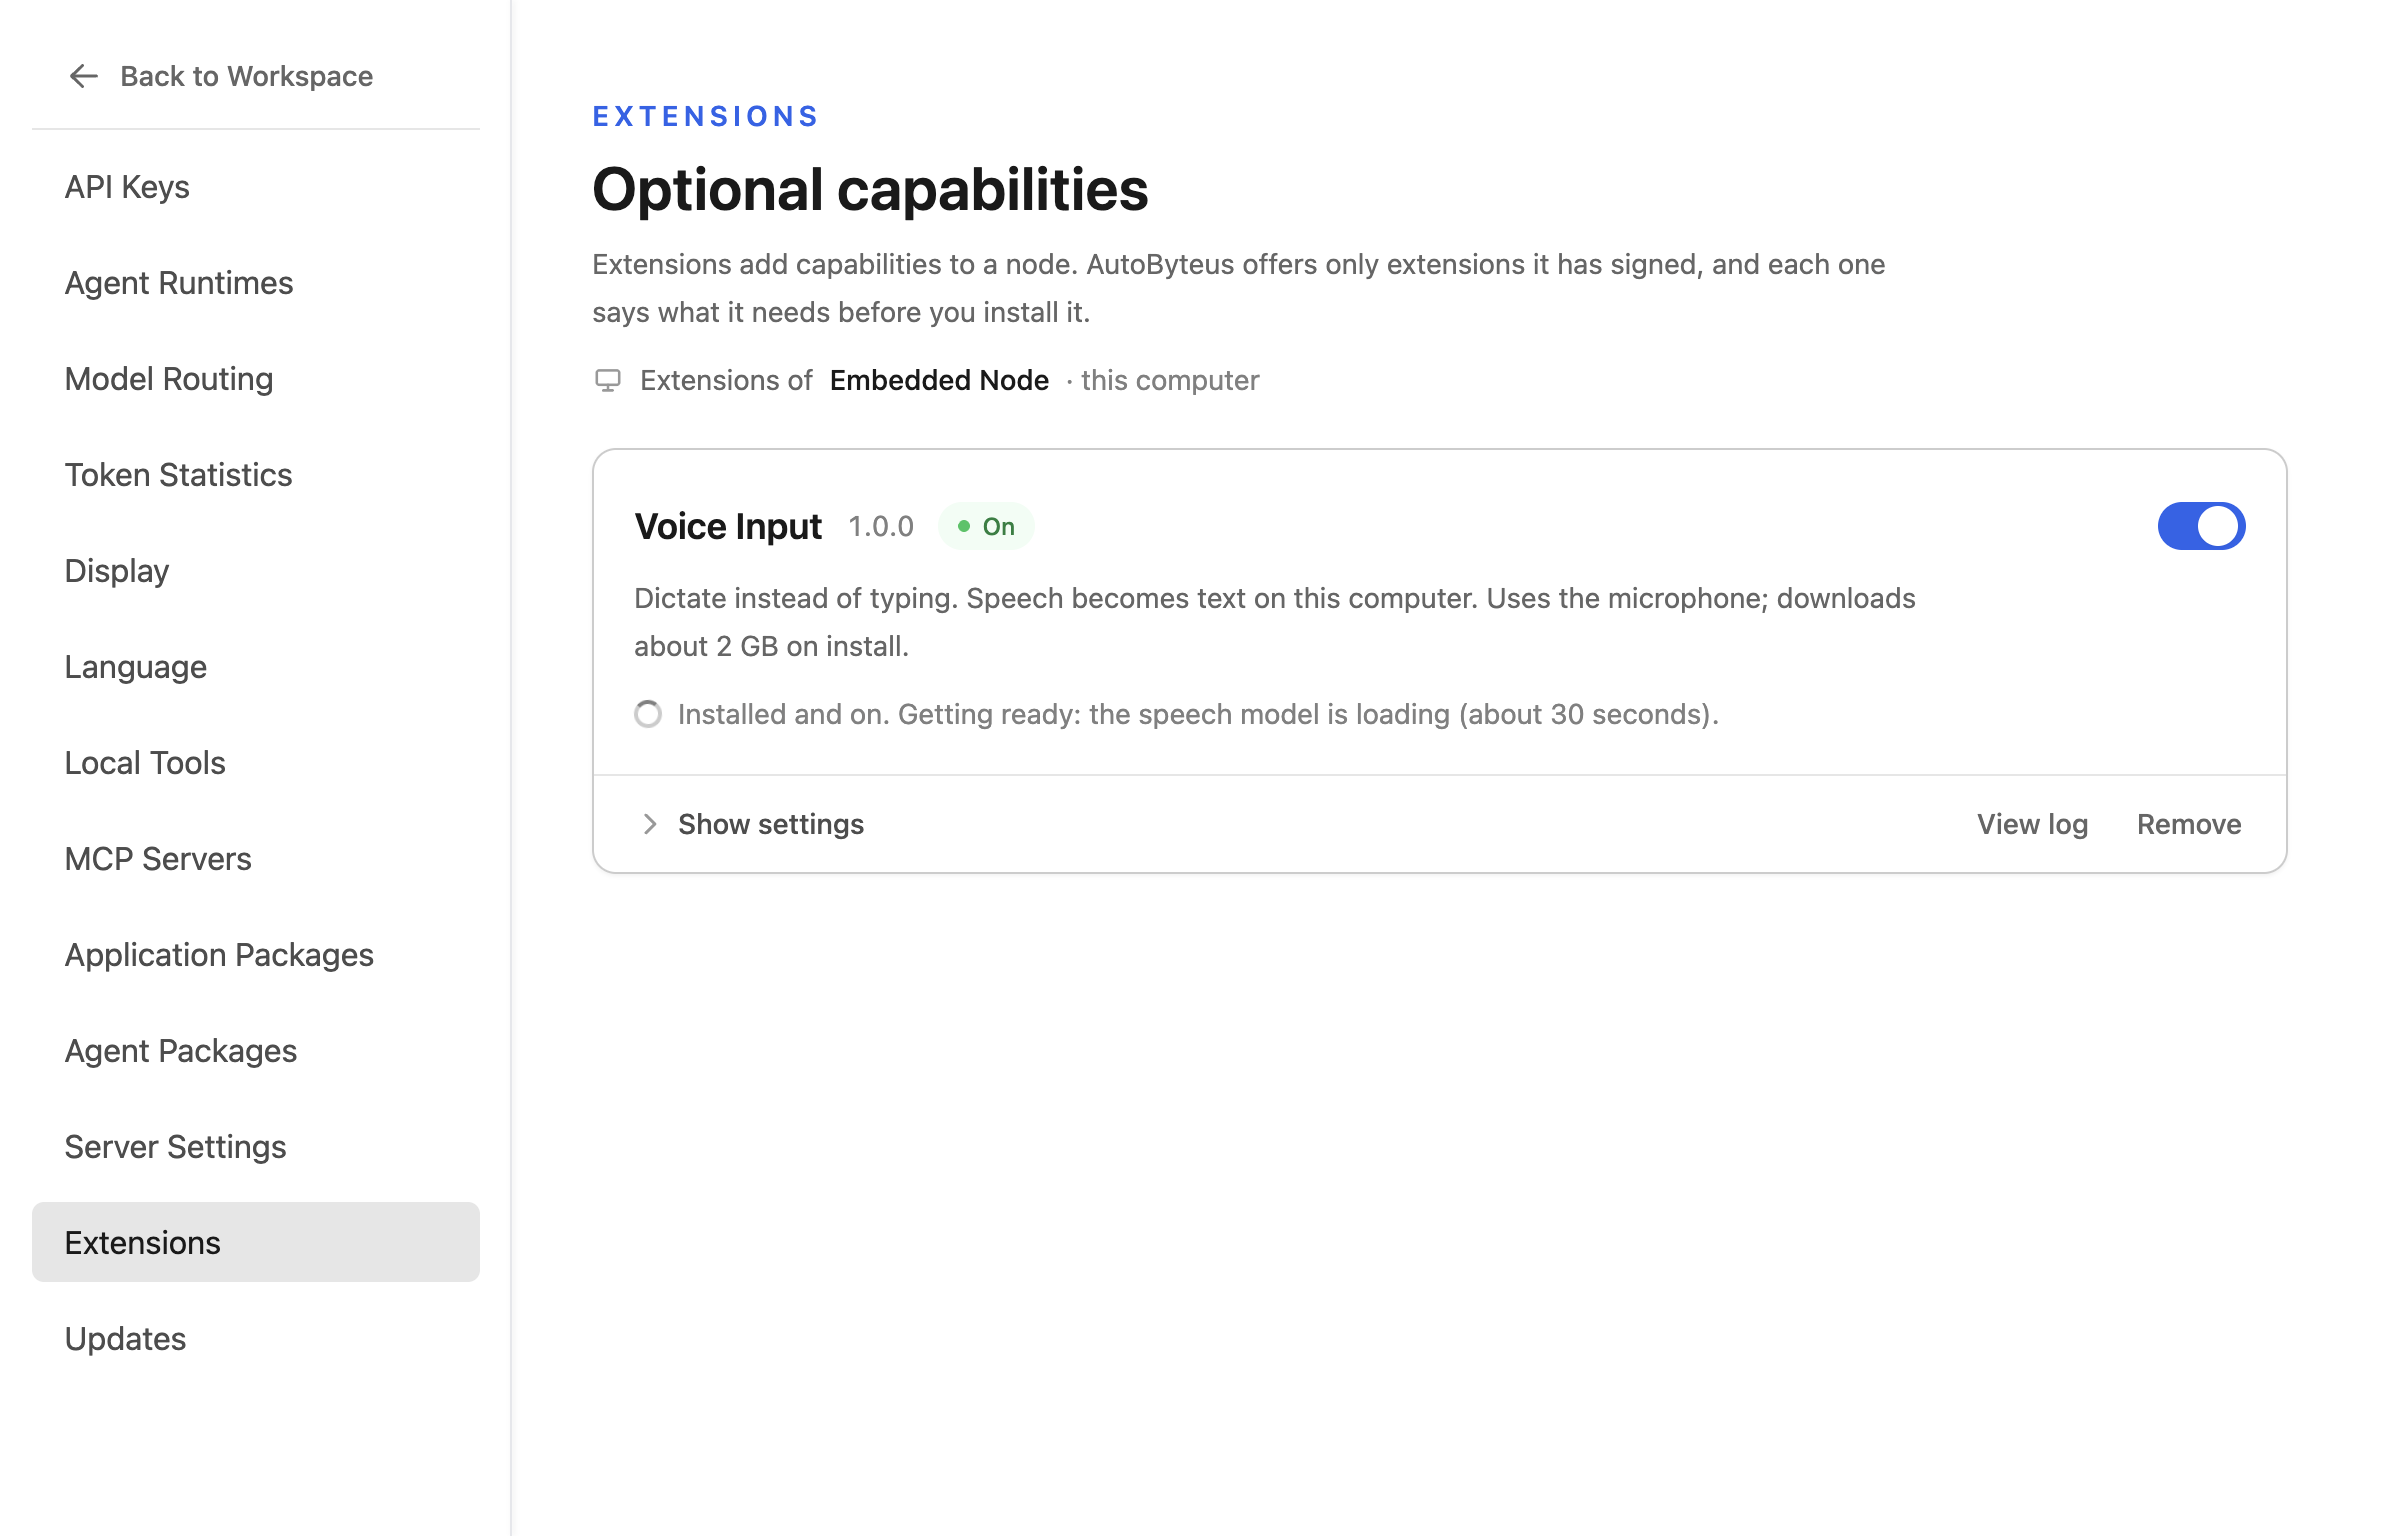 Back to Workspace
API Keys
Agent Runtimes
Model Routing
Token Statistics
Display
Language
Local Tools
MCP Servers
Application Packages
Agent Packages
Server Settings
Extensions
Updates
EXTENSIONS
Optional capabilities
Extensions add capabilities to a node. AutoByteus offers only extensions it has signed, and each one
says what it needs before you install it.
Extensions of Embedded Node · this computer
Voice Input 1.0.0 On
Dictate instead of typing. Speech becomes text on this computer. Uses the microphone; downloads
about 2 GB on install.
Installed and on. Getting ready: the speech model is loading (about 30 seconds).
Show settings View log Remove